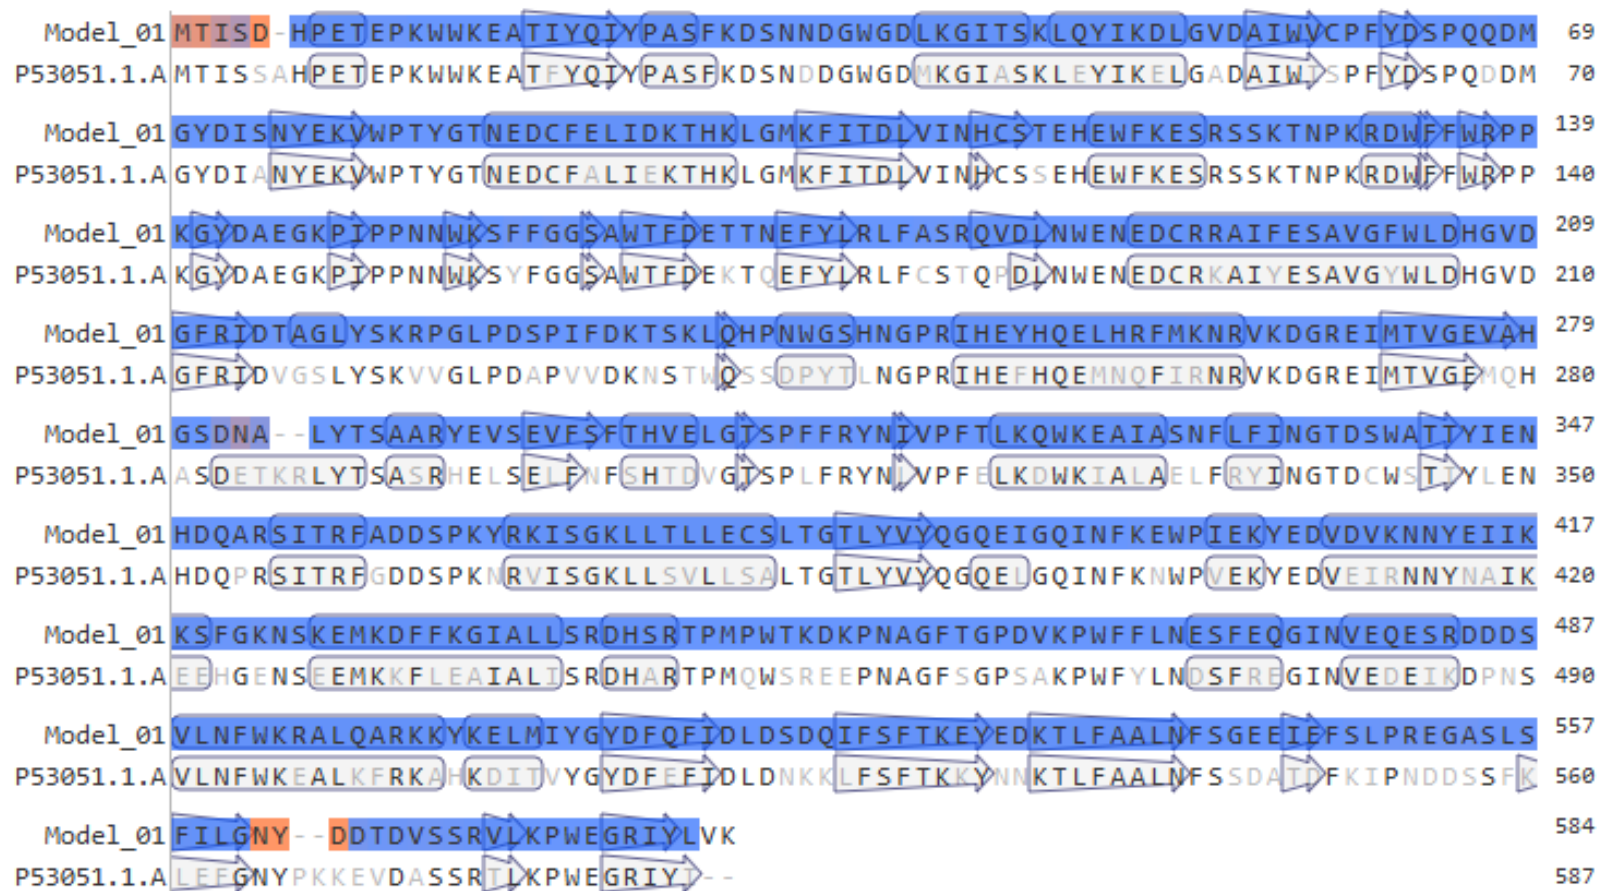 Model_01 MTISD-HPETEPKWWKEATIYQIYPASFKDSNNDGWGDLKGITSKLQYIKDLGVDAIWVCPFYDSPQQDM 69
P53051.1.A MTISSAHPETEPKWWKEATFYQIYPASFKDSNDDGWGDMKGIASKLEYIKELGADAIWISPFYDSPQDDM 70
Model_01 GYDISNYEKVWPTYGTNEDCFELIDKTHKLGMKFITDLVINHCSTEHEWFKESRSSKTNPKRDWFFWRPP 139
P53051.1.A GYDIANYEKVWPTYGTNEDCFALIEKTHKLGMKFITDLVINHCSSEHEWFKESRSSKTNPKRDWFFWRPP 140
Model_01 KGYDAEGKPIPPNNWKSFFGGSAWTFDETTNEFYLRLFASRQVDLNWENEDCRRAIFESAVGFWLDHGVD 209
P53051.1.A KGYDAEGKPIPPNNWKSYFGGSAWTFDEKTQEFYLRLFCSTQPDLNWENEDCRKAIYESAVGYWLDHGVD 210
Model_01 GFRIDTAGLYSKRPGLPDSPIFDKTSKLQHPNWGSHNGPRIHEYHQELHRFMKNRVKDGREIMTVGEVAH 279
P53051.1.A GFRIDVGSLYSKVVGLPDAPVVDKNSTWQSSDPYTLNGPRIHEFHQEMNQFIRNRVKDGREIMTVGEMQH 280
Model_01 GSDNA--LYTSAARYEVSEVFSFTHVELGTSPFFRYNIVPFTLKQWKEAIASNFLFINGTDSWATTYIEN 347
P53051.1.A ASDETKRLYTSASRHELSELFNFSHTDVGTSPLFRYNLVPFELKDWKIALAELFRYINGTDCWSTIYLEN 350
Model_01 HDQARSITRFADDSPKYRKISGKLLTLLECSLTGTLYVYQGQEIGQINFKEWPIEKYEDVDVKNNYEIIK 417
P53051.1.A HDQPRSITRFGDDSPKNRVISGKLLSVLLSALTGTLYVYQGQELGQINFKNWPVEKYEDVEIRNNYNAIK 420
Model_01 KSFGKNSKEMKDFFKGIALLSRDHSRTPMPWTKDKPNAGFTGPDVKPWFFLNESFEQGINVEQESRDDDS 487
P53051.1.A EEHGENSEEMKKFLEAIALISRDHARTPMQWSREEPNAGFSGPSAKPWFYLNDSFREGINVEDEIKDPNS 490
Model_01 VLNFWKRALQARKKYKELMIYGYDFQFIDLDSDQIFSFTKEYEDKTLFAALNFSGEEIEFSLPREGASLS 557
P53051.1.A VLNFWKEALKFRKAHKDITVYGYDFEFIDLDNKKLFSFTKKYNNKTLFAALNFSSDATDFKIPNDDSSFK 560
Model_01 FILGNY--DDTDVSSRVLKPWEGRIYLVK 584
P53051.1.A LEFGNYPKKEVDASSRTLKPWEGRIYI-- 587